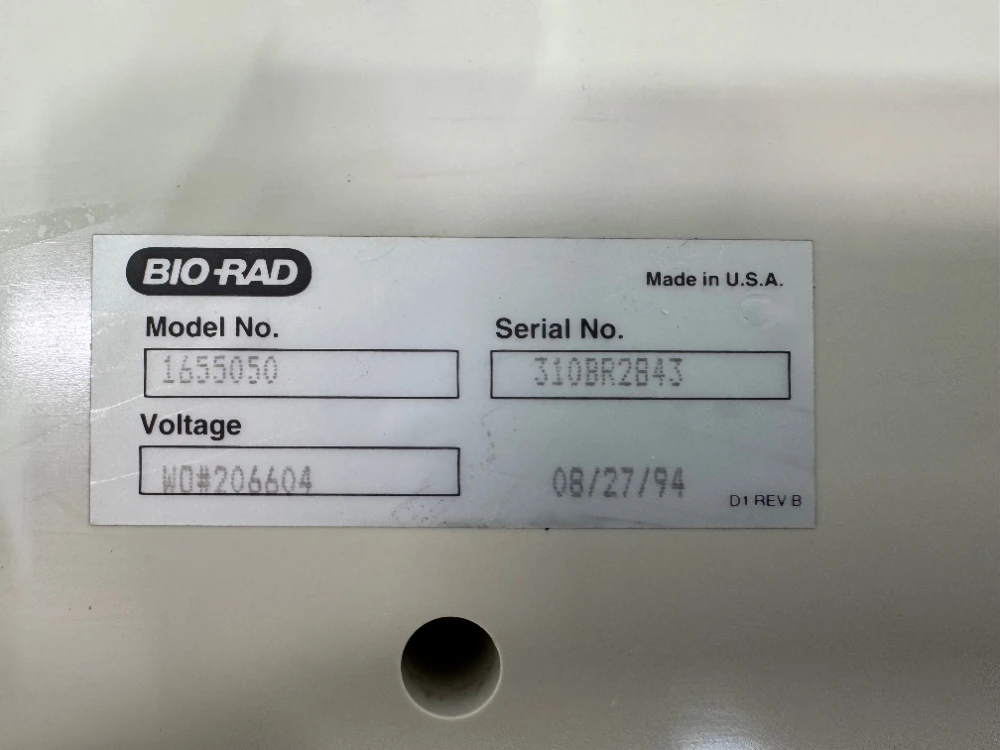 BIO-RAD
Made in U.S.A.
Model No.
Serial No.
1655050
310BR2843
Voltage
WO#206604
08/27/94
D1 REV B